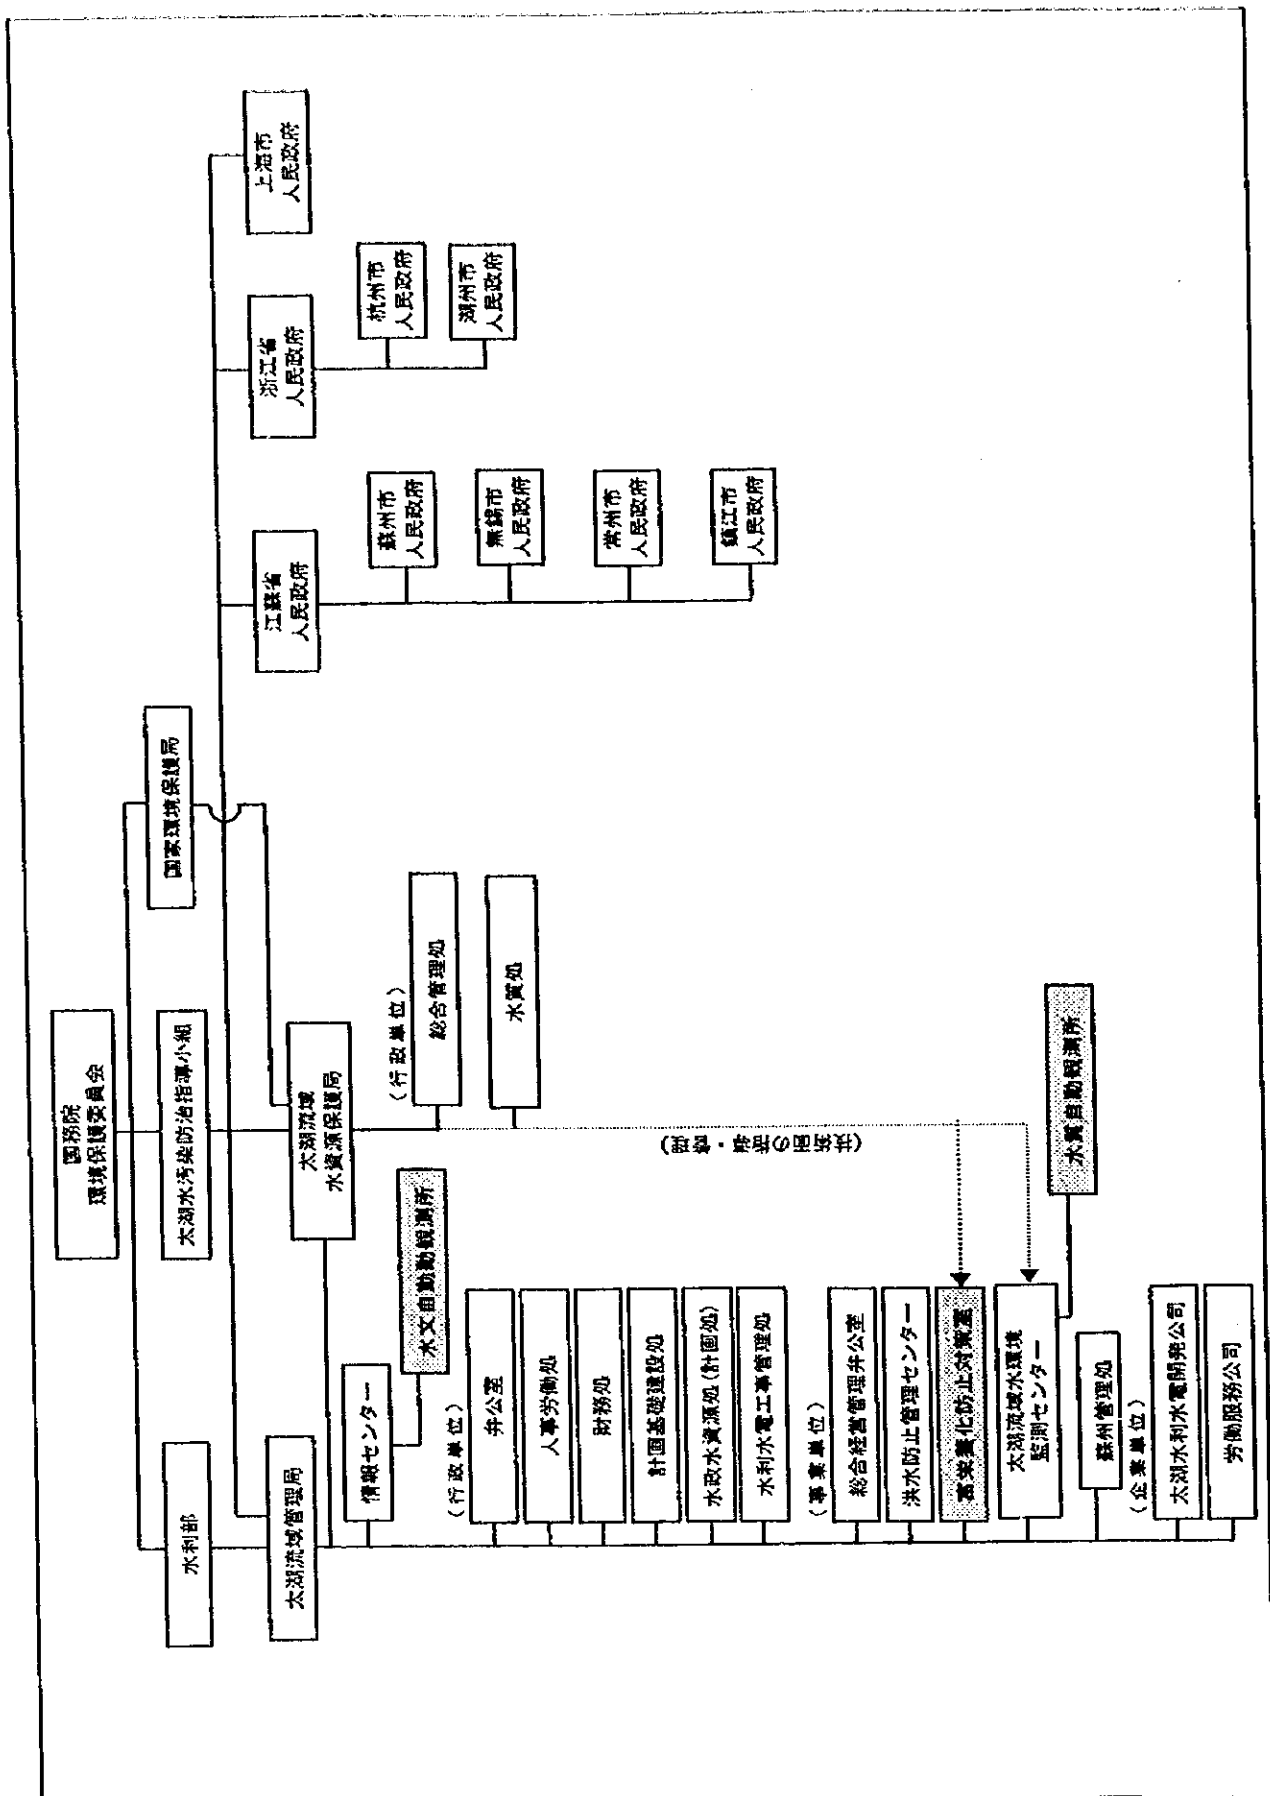 国務院
環境保護委員会
水利部
太湖水汚染防治指導小組
国家環境保護局
太湖流域管理局
太湖流域
水資源保護局
江蘇省
人民政府
浙江省
人民政府
上海市
人民政府
情報センター
水文自動観測所
(行政単位)
弁公室
人事労働処
財務処
計画基礎建設処
水政水資源処(計画処)
水利水電工事管理処
(事業単位)
総合経営管理弁公室
洪水防止管理センター
富栄養化防止対策室
太湖流域水環境
監測センター
水質自動観測所
蘇州管理処
(企業単位)
太湖水利水電開発公司
労働服務公司
(行政単位)
総合管理処
水質処
(技術面の指導・管理)
蘇州市
人民政府
無錫市
人民政府
常州市
人民政府
鎮江市
人民政府
杭州市
人民政府
湖州市
人民政府